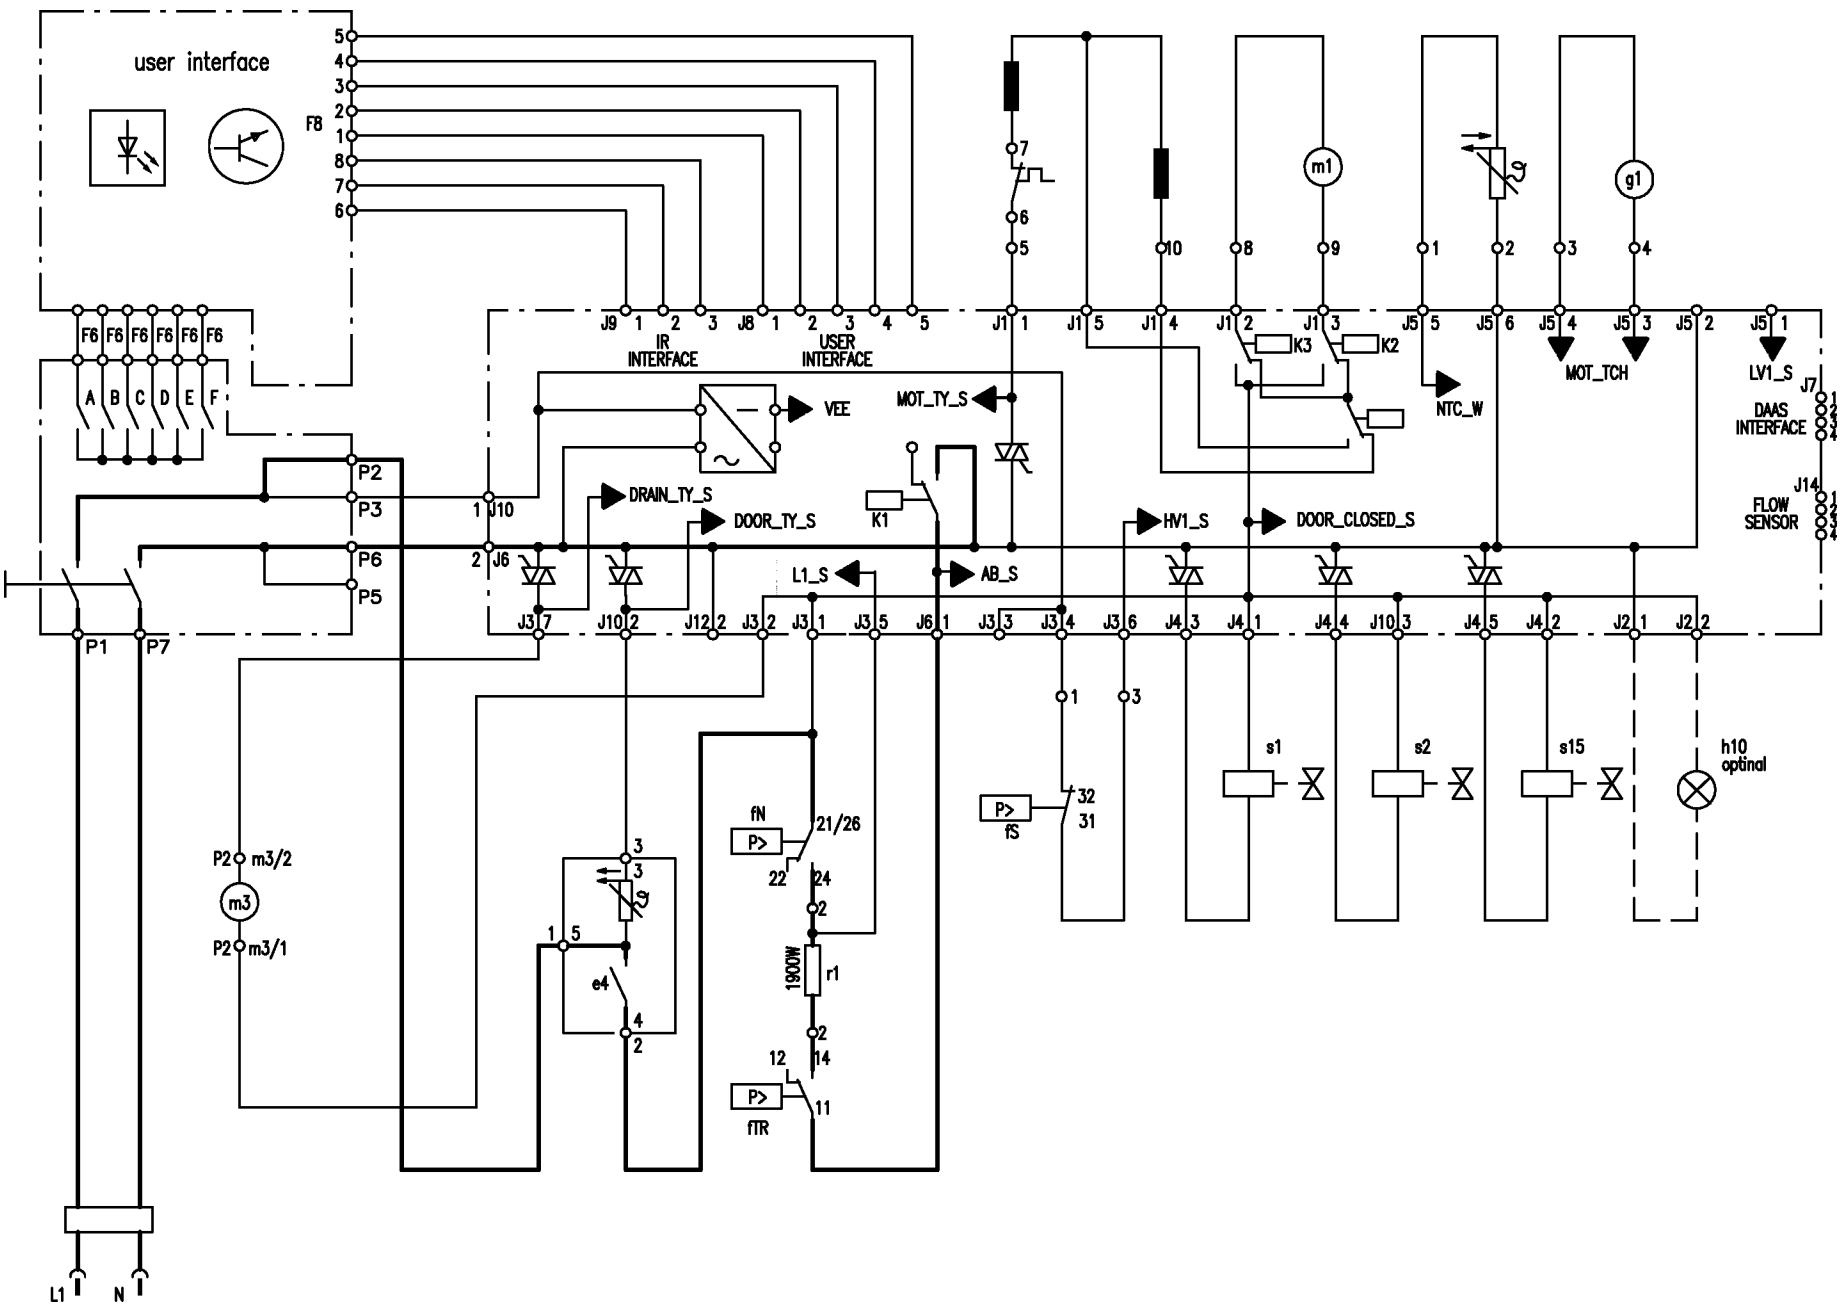 user interface
F8
5
4
3
2
1
8
7
6
7
6
5
10
m1
8
9
1
2
g1
3
4
F6 F6 F6 F6 F6 F6
A B C D E F
J9 1 2 3 J8 1 2 3 4 5
IR
INTERFACE
USER
INTERFACE
J1 1 J1 5 J1 4 J1 2 J1 3 J5 5 J5 6 J5 4 J5 3 J5 2 J5 1
K3
K2
MOT_TCH
LV1_S
NTC_W
J7
1
2
3
4
DAAS
INTERFACE
VEE
MOT_TY_S
P2
P3
1 J10
DRAIN_TY_S
K1
DOOR_TY_S
HV1_S
DOOR_CLOSED_S
J14
1
2
3
4
FLOW
SENSOR
P6
2 J6
P5
L1_S
AB_S
J3 7 J10 2 J12 2 J3 2 J3 1 J3 5 J6 1 J3 3 J3 4 J3 6 J4 3 J4 1 J4 4 J10 3 J4 5 J4 2 J2 1 J2 2
P1
P7
1
3
s1
s2
s15
h10
optinal
P>
fS
32
31
fN
P>
21/26
22
24
2
P2 m3/2
m3
P2 m3/1
3
3
1 5
e4
4
2
1900W
r1
2
12
14
P>
11
fTR
L1
N